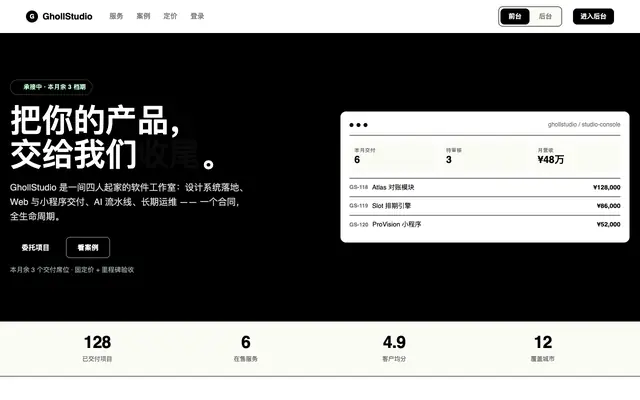 G GhollStudio
服务 案例 定价 登录
前台 后台 进入后台
承接中 · 本月余 3 档期
把你的产品，
交给我们收尾。
GhollStudio 是一间四人起家的软件工作室：设计系统落地、
Web 与小程序交付、AI 流水线、长期运维 —— 一个合同，
全生命周期。
委托项目 看案例
本月余 3 个交付席位 · 固定价 + 里程碑验收
ghollstudio / studio-console
本月交付 待审核 月营收
6 3 ¥48万
GS-118 Atlas 对账模块 ¥128,000
GS-119 Slot 排期引擎 ¥86,000
GS-120 ProVision 小程序 ¥52,000
128 6 4.9 12
已交付项目 在售服务 客户均分 覆盖城市